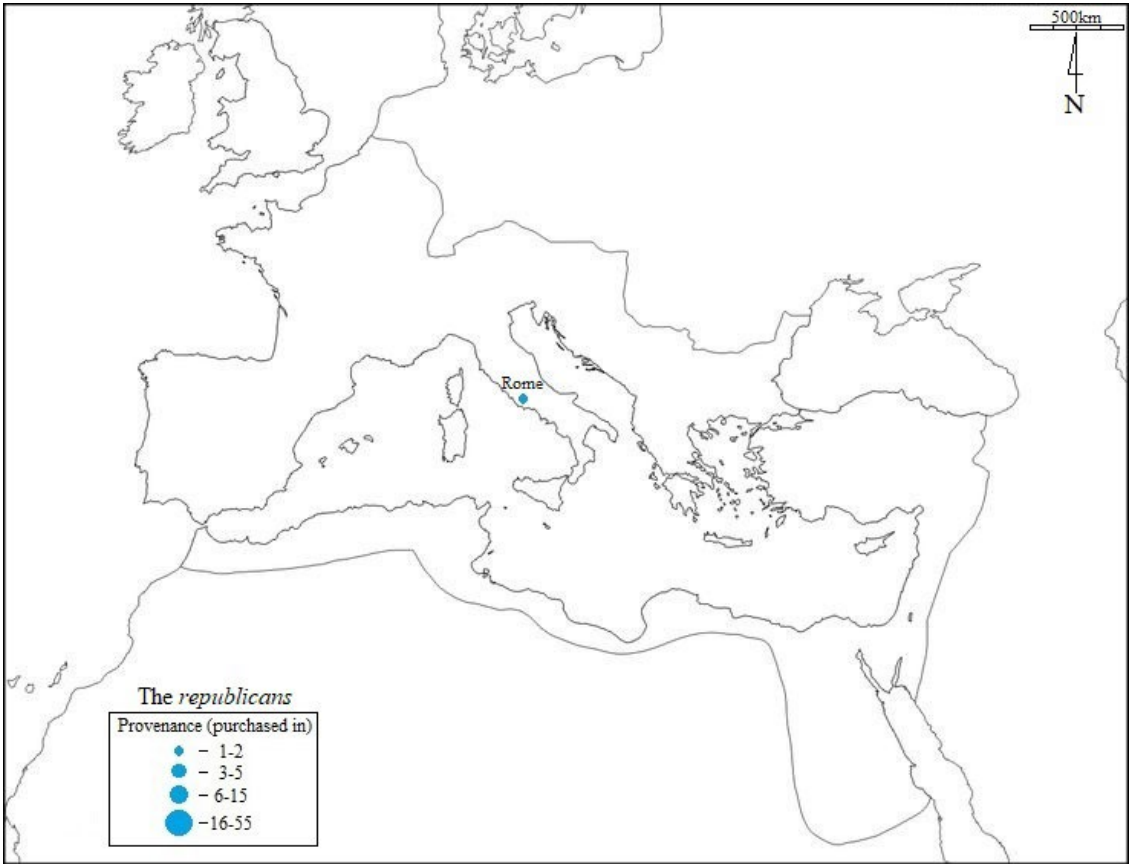 500km
N
Rome
The republicans
Provenance (purchased in)
- 1-2
- 3-5
- 6-15
-16-55